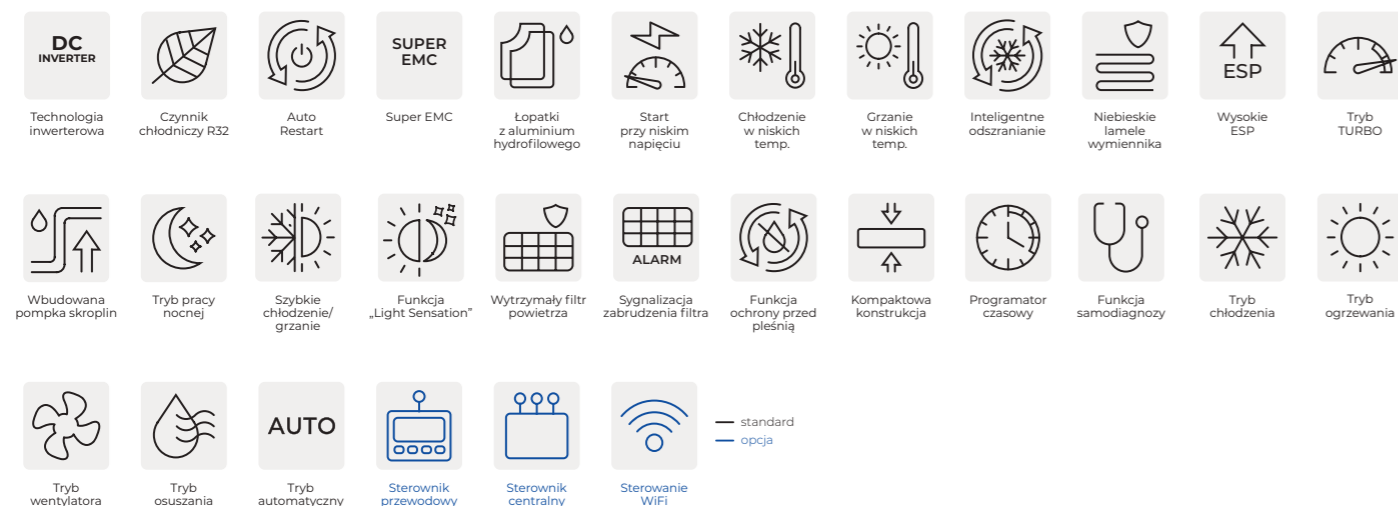 DC
INVERTER
SUPER
EMC
ESP
Technologia
inwerterowa
Czynnik
chłodniczy R32
Auto
Restart
Super EMC
Łopatki
z aluminium
hydrofilowego
Start
przy niskim
napięciu
Chłodzenie
w niskich
temp.
Grzanie
w niskich
temp.
Inteligentne
odszranianie
Niebieskie
lamele
wymiennika
Wysokie
ESP
Tryb
TURBO
ALARM
Wbudowana
pompka skroplin
Tryb pracy
nocnej
Szybkie
chłodzenie/
grzanie
Funkcja
„Light Sensation”
Wytrzymały filtr
powietrza
Sygnalizacja
zabrudzenia filtra
Funkcja
ochrony przed
pleśnią
Kompaktowa
konstrukcja
Programator
czasowy
Funkcja
samodiagnozy
Tryb
chłodzenia
Tryb
ogrzewania
AUTO
standard
opcja
Tryb
wentylatora
Tryb
osuszania
Tryb
automatyczny
Sterownik
przewodowy
Sterownik
centralny
Sterowanie
WiFi